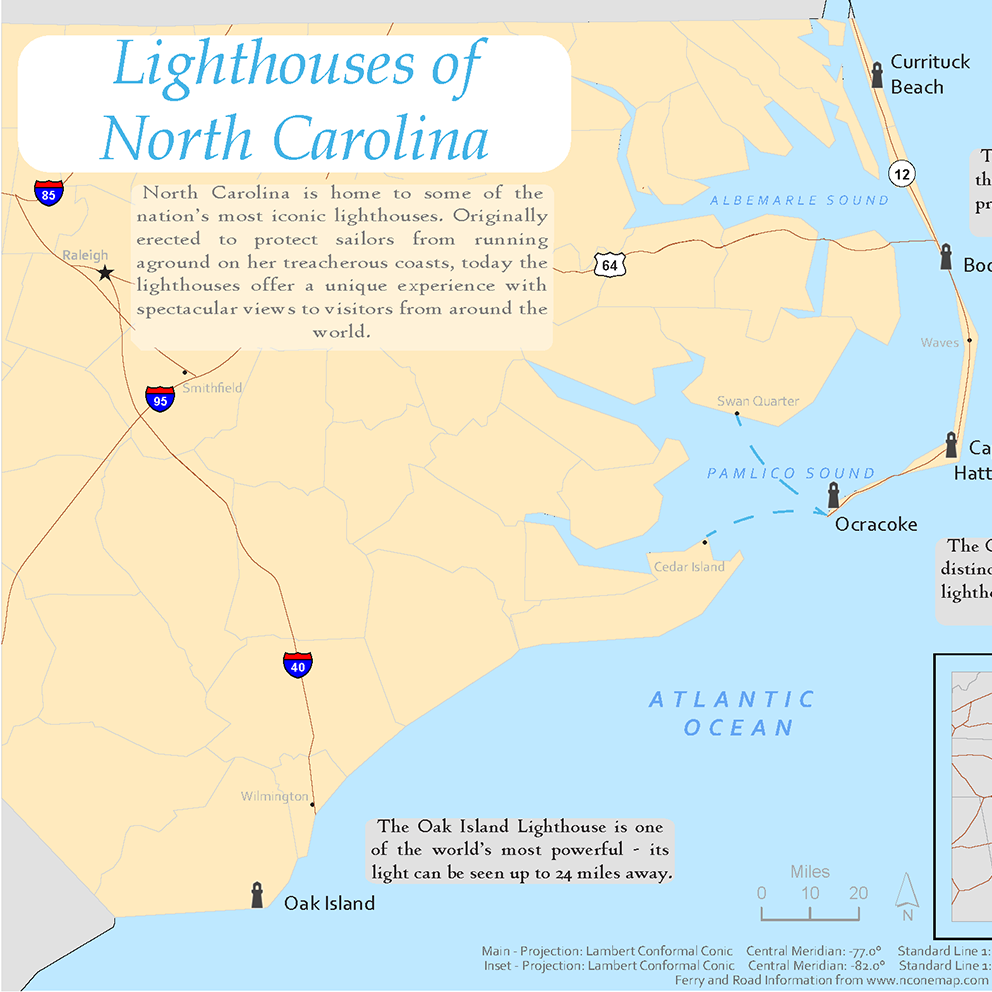 Lighthouses of
North Carolina
North Carolina is home to some of the
nation's most iconic lighthouses. Originally
erected to protect sailors from running
aground on her treacherous coasts, today the
lighthouses offer a unique experience with
spectacular views to visitors from around the
world.
Currituck
Beach
T
th
pr
12
ALBEMARLE SOUND
85
Raleigh
64
Bod
Waves
Smithfield
95
Swan Quarter
Ca
Hatt
PAMLICO SOUND
Ocracoke
The C
distinc
lighth
Cedar Island
40
ATLANTIC
OCEAN
Wilmington
The Oak Island Lighthouse is one
of the world's most powerful - its
light can be seen up to 24 miles away.
Oak Island
Miles
0 10 20
N
Main - Projection: Lambert Conformal Conic Central Meridian: -77.0° Standard Line 1:
Inset - Projection: Lambert Conformal Conic Central Meridian: -82.0° Standard Line 1:
Ferry and Road Information from www.nconemap.com